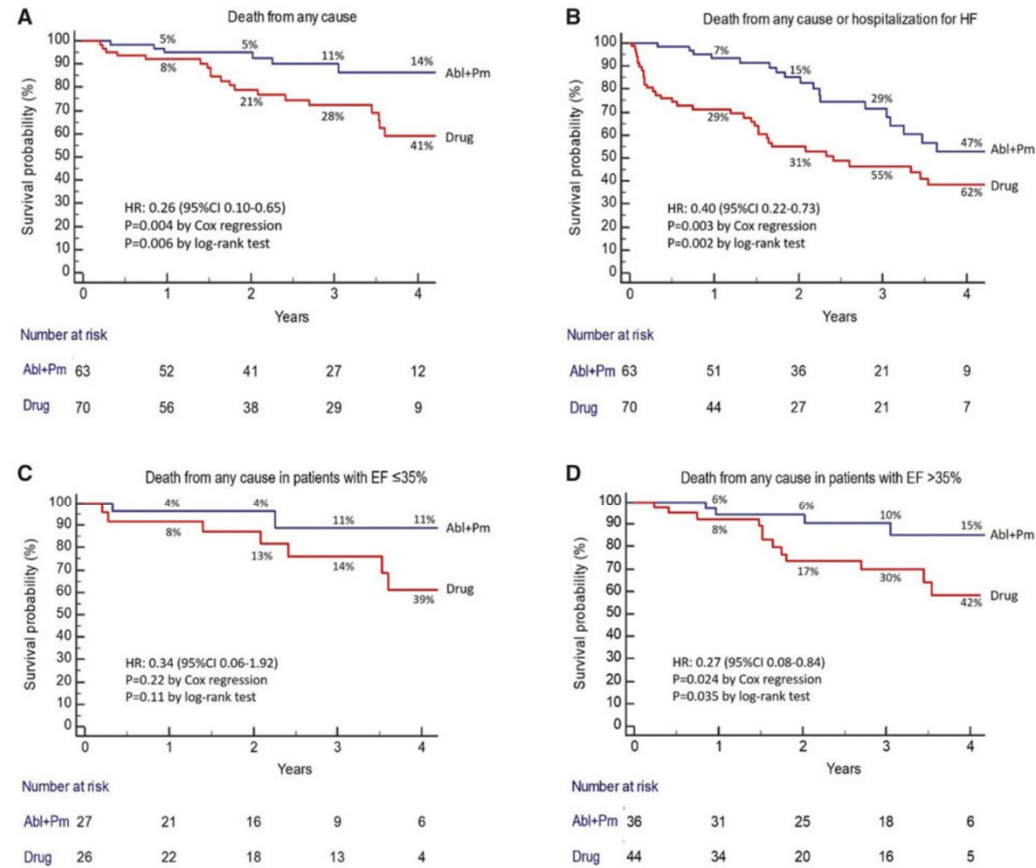 A
Death from any cause
Survival probability (%)
100
90
80
70
60
50
40
30
20
10
0
5%
5%
11%
14%
Abl+Pm
8%
21%
28%
41%
Drug
HR: 0.26 (95%CI 0.10-0.65)
P=0.004 by Cox regression
P=0.006 by log-rank test
0 1 2 3 4
Years
Number at risk
Abl+Pm 63 52 41 27 12
Drug 70 56 38 29 9
B
Death from any cause or hospitalization for HF
Survival probability (%)
100
90
80
70
60
50
40
30
20
10
0
7%
15%
29%
47%
Abl+Pm
29%
31%
55%
62%
Drug
HR: 0.40 (95%CI 0.22-0.73)
P=0.003 by Cox regression
P=0.002 by log-rank test
0 1 2 3 4
Years
Number at risk
Abl+Pm 63 51 36 21 9
Drug 70 44 27 21 7
C
Death from any cause in patients with EF ≤35%
Survival probability (%)
100
90
80
70
60
50
40
30
20
10
0
4%
4%
11%
11%
Abl+Pm
8%
13%
14%
39%
Drug
HR: 0.34 (95%CI 0.06-1.92)
P=0.22 by Cox regression
P=0.11 by log-rank test
0 1 2 3 4
Years
Number at risk
Abl+Pm 27 21 16 9 6
Drug 26 22 18 13 4
D
Death from any cause in patients with EF >35%
Survival probability (%)
100
90
80
70
60
50
40
30
20
10
0
6%
6%
10%
15%
Abl+Pm
8%
17%
30%
42%
Drug
HR: 0.27 (95%CI 0.08-0.84)
P=0.024 by Cox regression
P=0.035 by log-rank test
0 1 2 3 4
Years
Number at risk
Abl+Pm 36 31 25 18 6
Drug 44 34 20 16 5